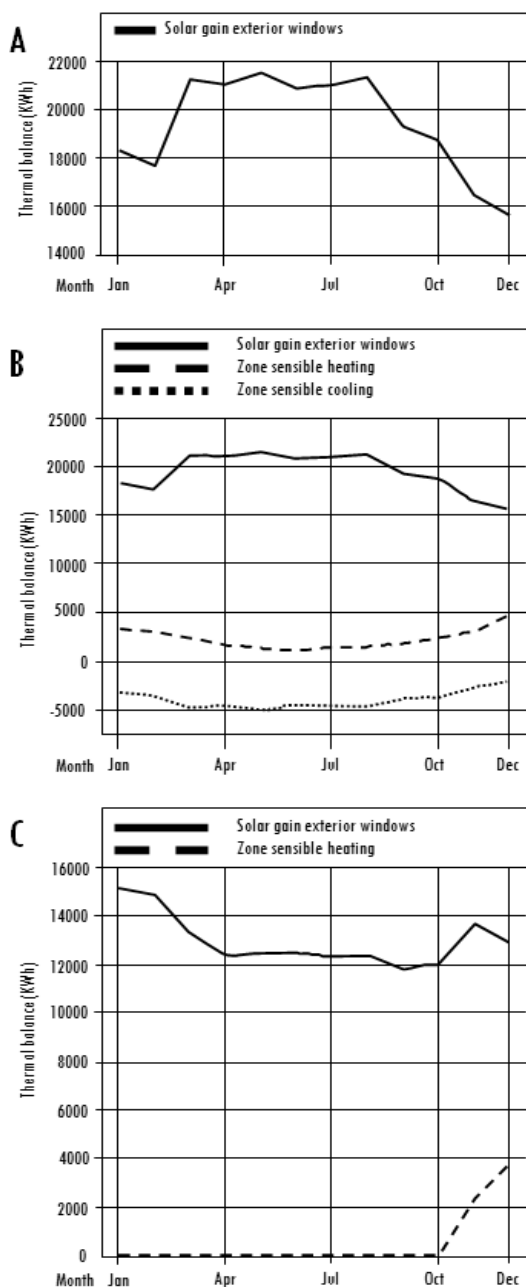 A
Solar gain exterior windows
Thermal balance (KWh)
22000
20000
18000
16000
14000
Month Jan Apr Jul Oct Dec
B
Solar gain exterior windows
Zone sensible heating
Zone sensible cooling
Thermal balance (KWh)
25000
20000
15000
10000
5000
0
-5000
Month Jan Apr Jul Oct Dec
C
Solar gain exterior windows
Zone sensible heating
Thermal balance (KWh)
16000
14000
12000
10000
8000
6000
4000
2000
0
Month Jan Apr Jul Oct Dec